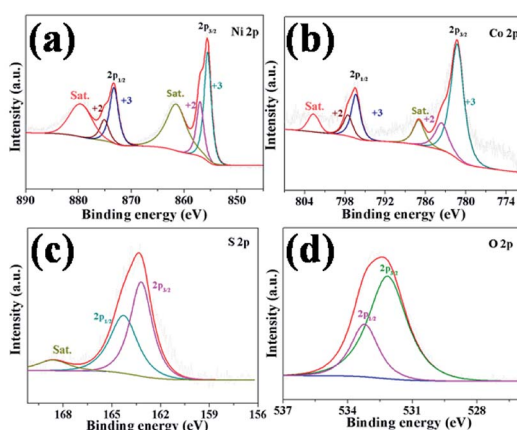 (a)
Ni 2p
2p3/2
2p1/2
Sat.
+2
+3
Sat.
+2
+3
Intensity (a.u.)
890 880 870 860 850
Binding energy (eV)
(b)
Co 2p
2p3/2
2p1/2
Sat.
+2
+3
Sat.
+2
+3
Intensity (a.u.)
804 798 792 786 780 774
Binding energy (eV)
(c)
S 2p
2p3/2
2p1/2
Sat.
Intensity (a.u.)
168 165 162 159 156
Binding energy (eV)
(d)
O 2p
2p1/2
2p1/2
Intensity (a.u.)
537 534 531 528
Binding energy (eV)